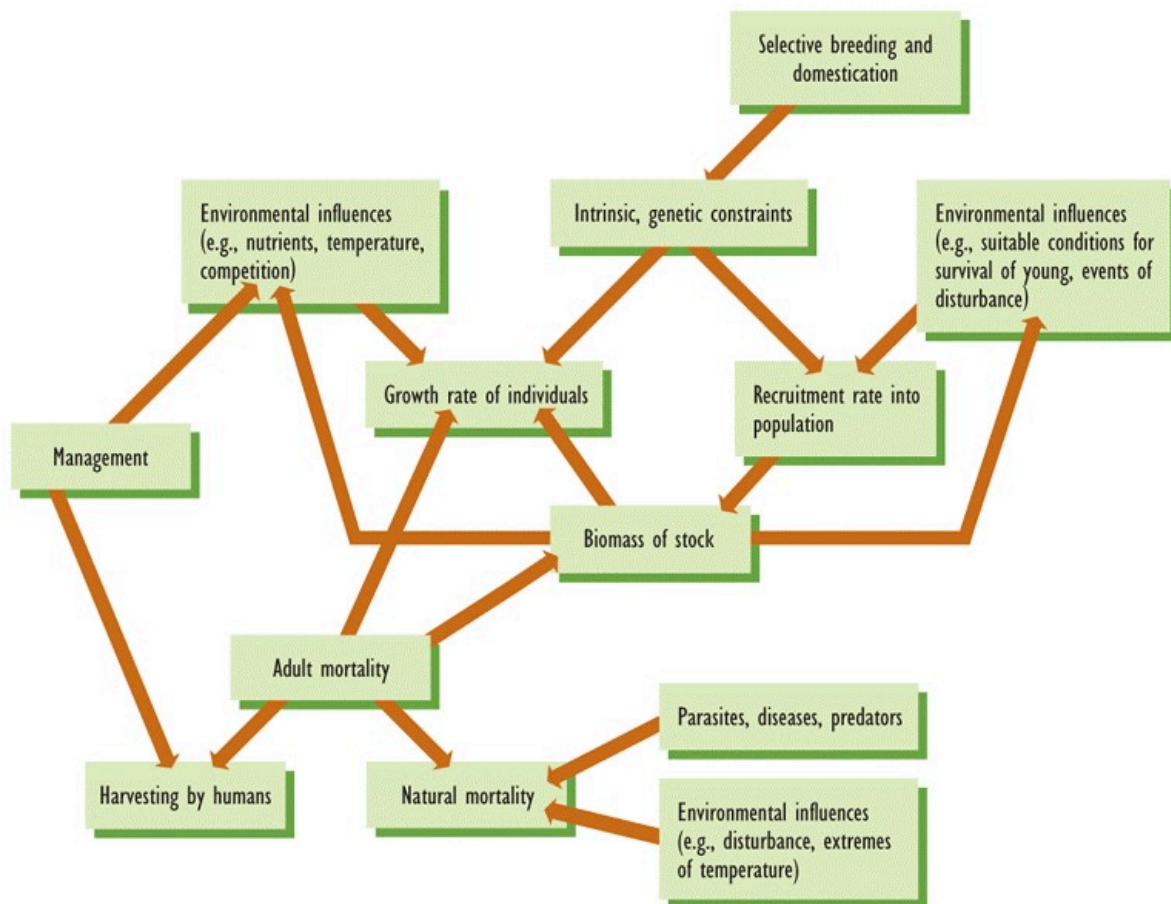 Selective breeding and
domestication
Environmental influences
(e.g., nutrients, temperature,
competition)
Intrinsic, genetic constraints
Environmental influences
(e.g., suitable conditions for
survival of young, events of
disturbance)
Growth rate of individuals
Recruitment rate into
population
Management
Biomass of stock
Adult mortality
Parasites, diseases, predators
Harvesting by humans
Natural mortality
Environmental influences
(e.g., disturbance, extremes
of temperature)